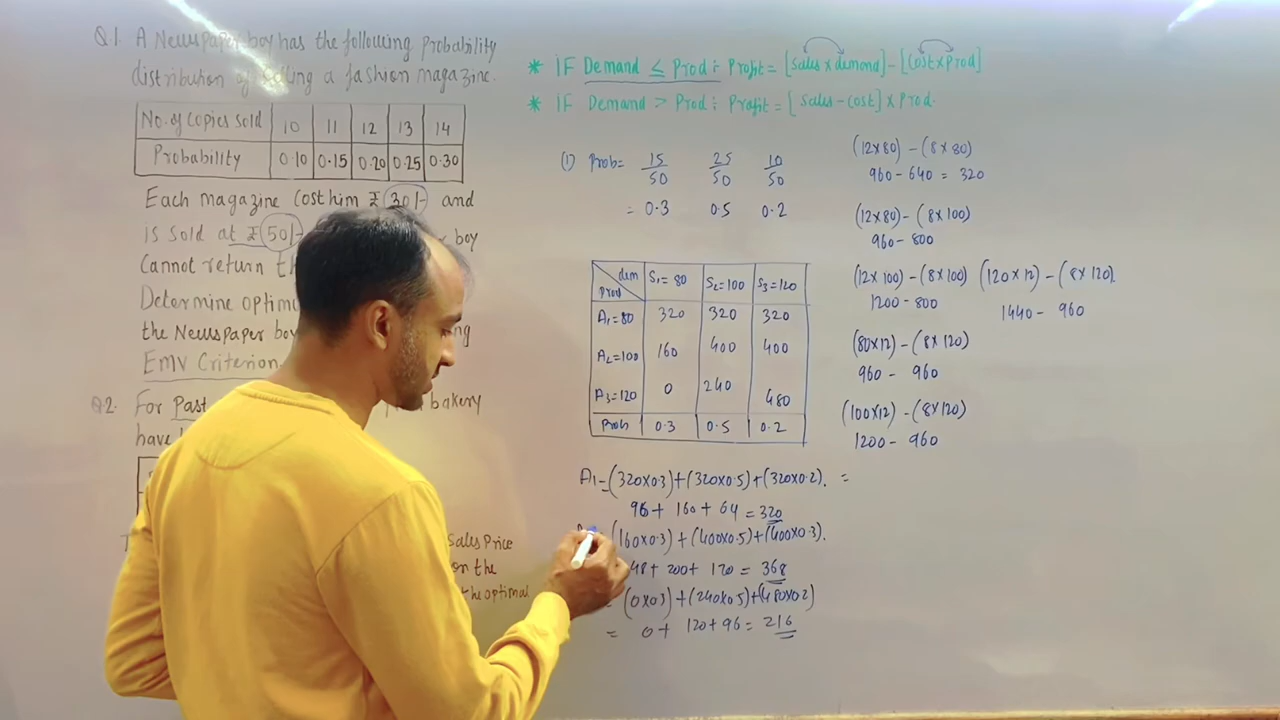 Q.1. A Newspaper boy has the following Probability
distribution of selling a fashion magazine.
No. of Copies Sold 10 11 12 13 14
Probability 0.10 0.15 0.20 0.25 0.30
Each magazine Cost him ₹ 30/- and
is Sold at ₹ 50/- boy
Cannot return
Determine
the Newspaper
EMV Criterion
Q2. For Past bakery
have
Sales Price
on the
the optimal
* IF Demand ≤ Prod : Profit = [Sales x demand] - [Cost x Prod]
* IF Demand > Prod : Profit = [Sales - Cost] x Prod.
(1) Prob = 15/50 25/50 10/50
= 0.3 0.5 0.2
dem
Prod S1 = 80 S2 = 100 S3 = 120
A1 = 80 320 320 320
A2 = 100 160 400 400
A3 = 120 0 240 480
Prob 0.3 0.5 0.2
A1 = (320x0.3) + (320x0.5) + (320x0.2). =
96 + 160 + 64 = 320
(160x0.3) + (400x0.5) + (400x0.3).
48 + 200 + 120 = 368
= (0x0.3) + (240x0.5) + (480x0.2)
= 0 + 120 + 96 = 216
(12x80) - (8x80)
960 - 640 = 320
(12x80) - (8x100)
960 - 800
(12x100) - (8x100) (120x12) - (8x120).
1200 - 800 1440 - 960
(80x12) - (8x120)
960 - 960
(100x12) - (8x120)
1200 - 960